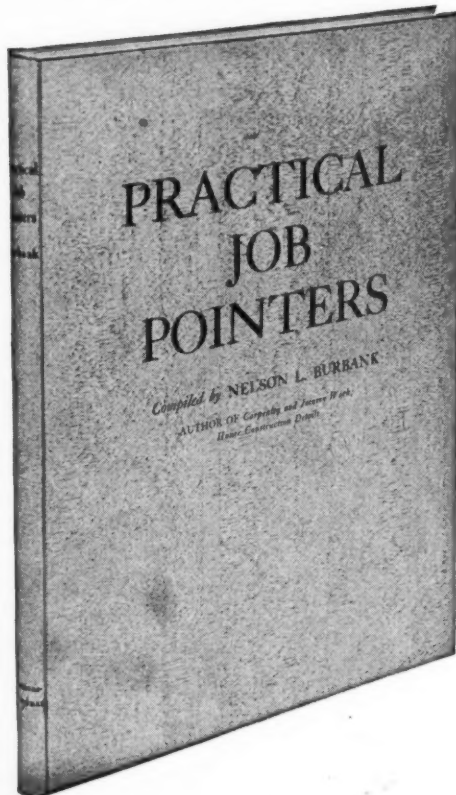 PRACTICAL
JOB
POINTERS
Compiled by NELSON L. BURBANK
AUTHOR OF Carpentry and Joinery Work,
House Construction Details